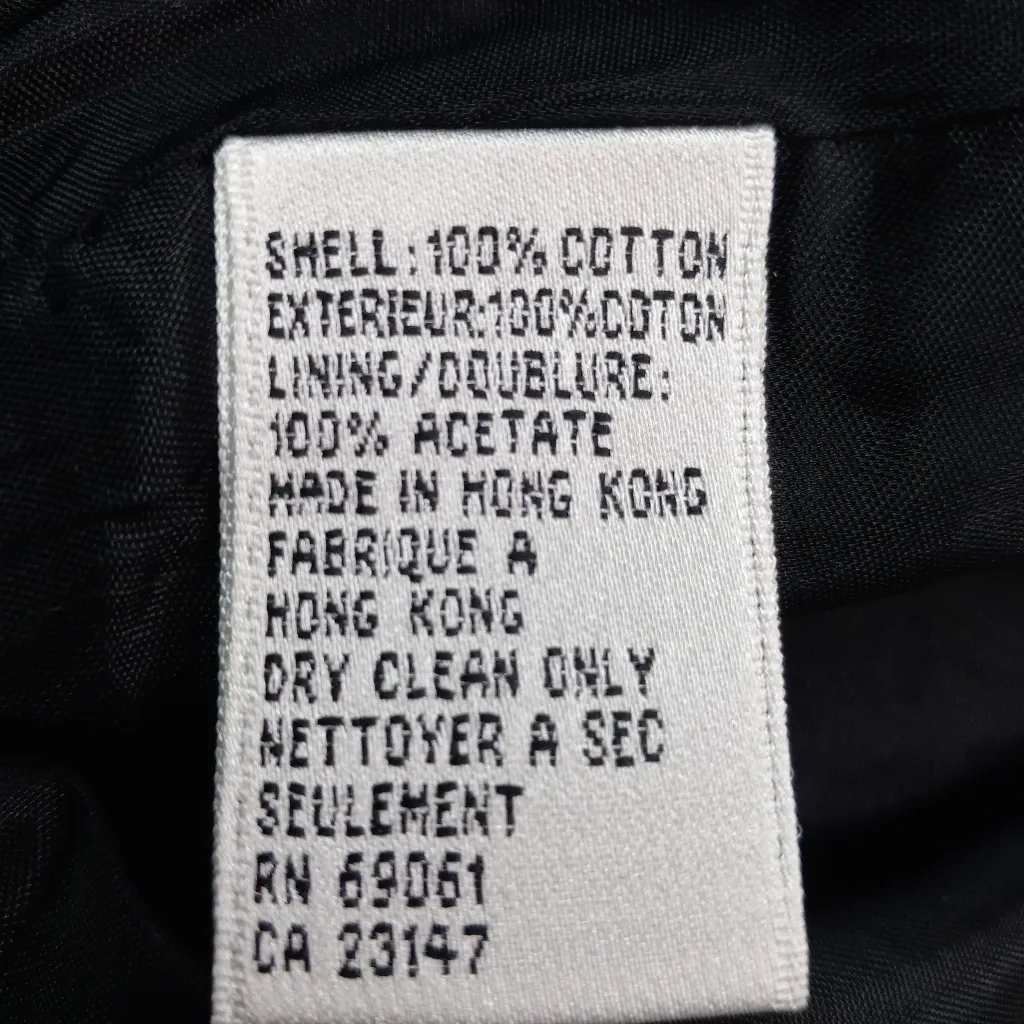 SHELL: 100% COTTON
EXTERIEUR:100%COTON
LINING/DOUBLURE:
100% ACETATE
MADE IN HONG KONG
FABRIQUE A
HONG KONG
DRY CLEAN ONLY
NETTOYER A SEC
SEULEMENT
RN 69061
CA 23147